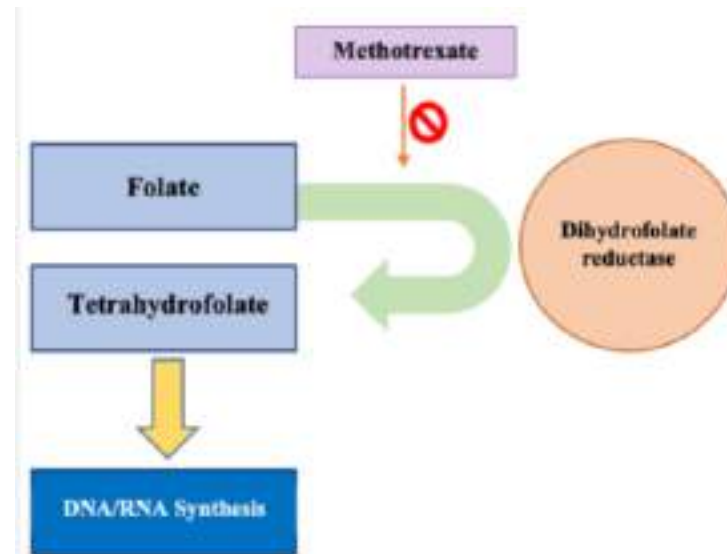 Methotrexate
Folate
Dihydrofolate
reductase
Tetrahydrofolate
DNA/RNA Synthesis